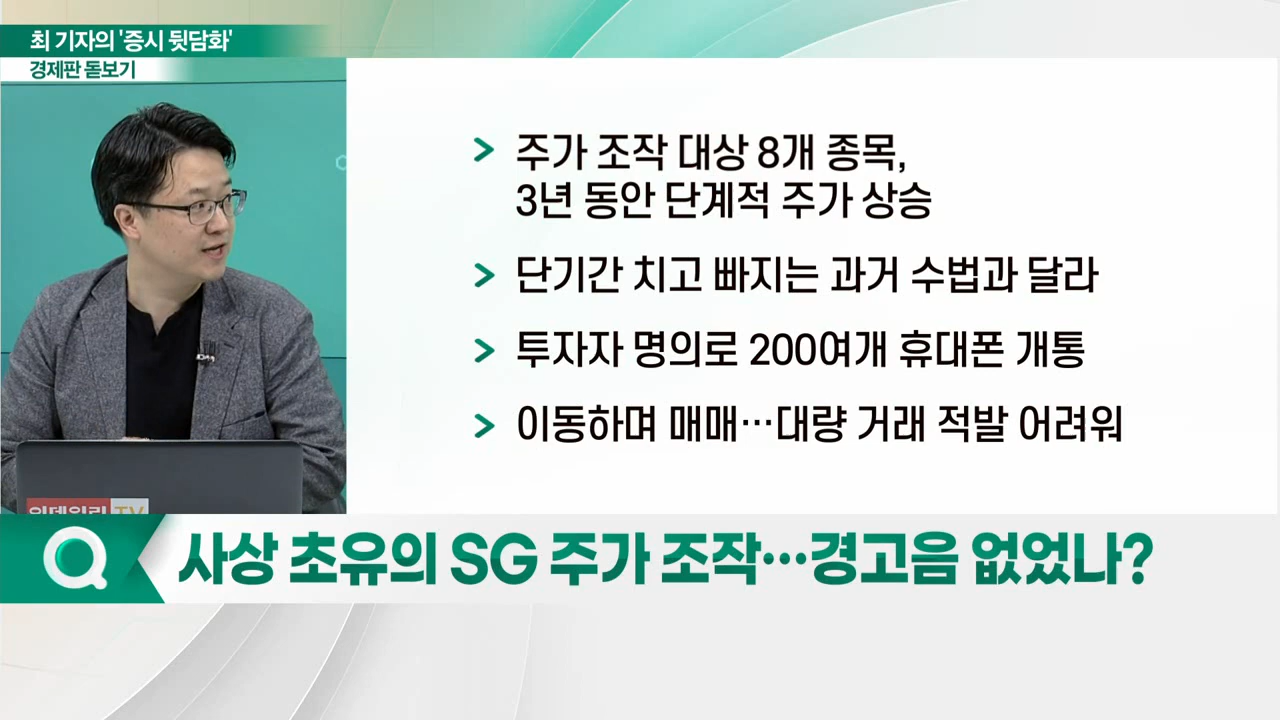 최 기자의 '증시 뒷담화'
경제판 돋보기
> 주가 조작 대상 8개 종목,
3년 동안 단계적 주가 상승
> 단기간 치고 빠지는 과거 수법과 달라
> 투자자 명의로 200여개 휴대폰 개통
> 이동하며 매매…대량 거래 적발 어려워
이데일리 TV
Q 사상 초유의 SG 주가 조작…경고음 없었나?